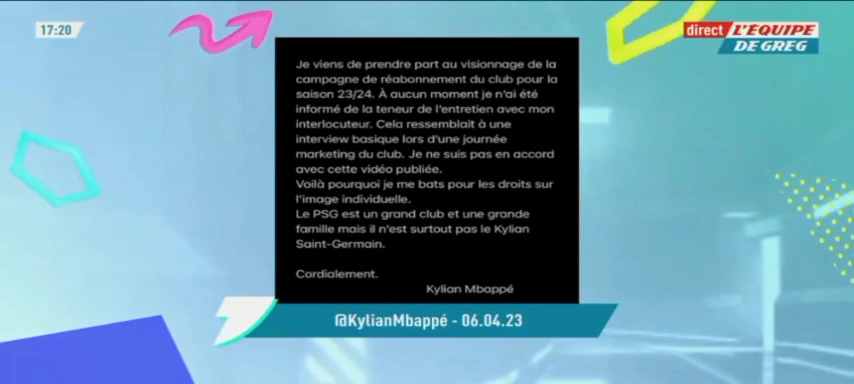 17:20
direct L'ÉQUIPE
DE GREG
Je viens de prendre part au visionnage de la
campagne de réabonnement du club pour la
saison 23/24. À aucun moment je n'ai été
informé de la teneur de l'entretien avec mon
interlocuteur. Cela ressemblait à une
interview basique lors d'une journée
marketing du club. Je ne suis pas en accord
avec cette vidéo publiée.
Voilà pourquoi je me bats pour les droits sur
l'image individuelle.
Le PSG est un grand club et une grande
famille mais il n'est surtout pas le Kylian
Saint-Germain.
Cordialement.
Kylian Mbappé
@KylianMbappé - 06.04.23